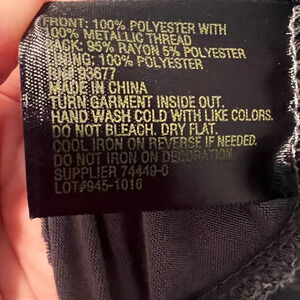 FRONT: 100% POLYESTER WITH
100% METALLIC THREAD
BACK: 95% RAYON 5% POLYESTER
LINING: 100% POLYESTER
93677
MADE IN CHINA
TURN GARMENT INSIDE OUT.
HAND WASH COLD WITH LIKE COLORS.
DO NOT BLEACH. DRY FLAT.
COOL IRON ON REVERSE IF NEEDED.
DO NOT IRON ON DECORATION
SUPPLIER 74449-0
LOT#945-1016